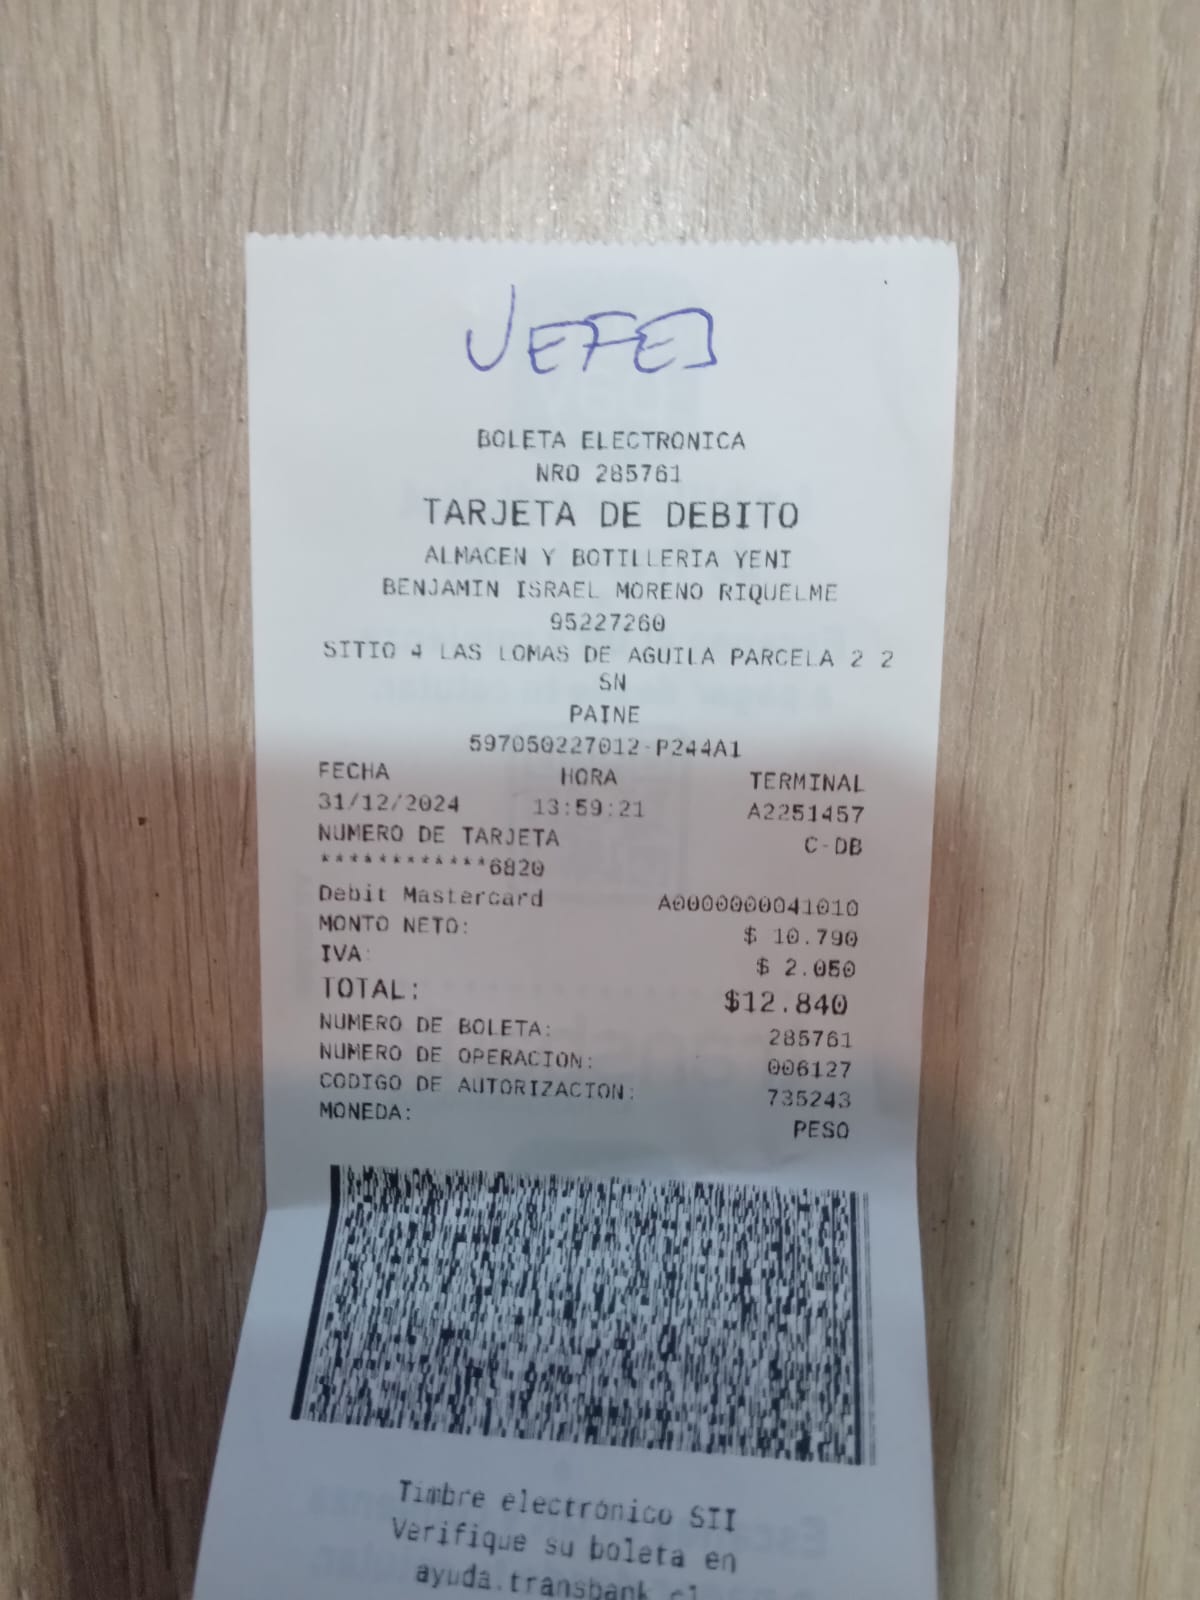 JEFES
BOLETA ELECTRONICA
NRO 285761
TARJETA DE DEBITO
ALMACEN Y BOTILLERIA YENI
BENJAMIN ISRAEL MORENO RIQUELME
95227260
SITIO 4 LAS LOMAS DE AGUILA PARCELA 2 2
SN
PAINE
597050227012-P244A1
FECHA HORA TERMINAL
31/12/2024 13:59:21 A2251457
NUMERO DE TARJETA C-DB
************6820
Debit Mastercard A0000000041010
MONTO NETO: $ 10.790
IVA: $ 2.050
TOTAL: $12.840
NUMERO DE BOLETA: 285761
NUMERO DE OPERACION: 006127
CODIGO DE AUTORIZACION: 735243
MONEDA: PESO
Timbre electrónico SII
Verifique su boleta en
ayuda.transbank.cl